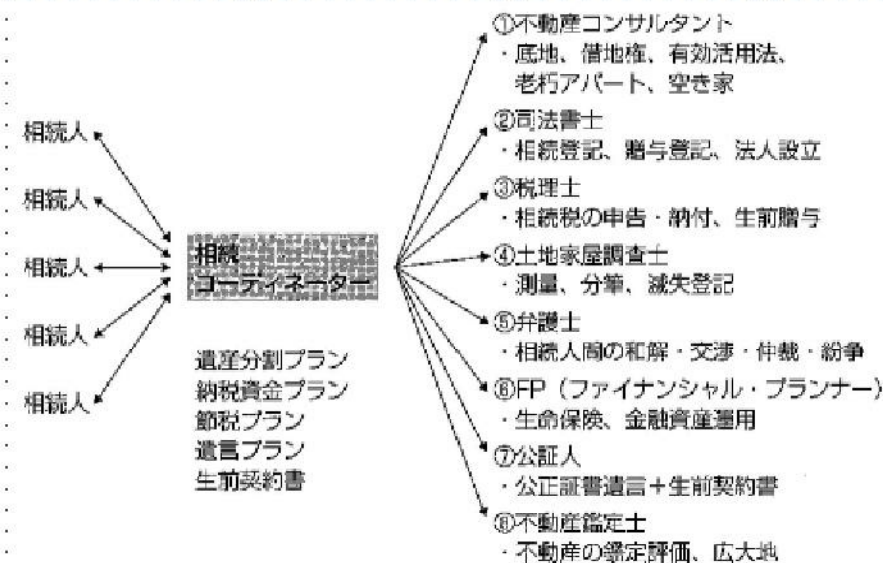 相続人
相続人
相続人
相続人
相続人
相続
コーディネーター
遺産分割プラン
納税資金プラン
節税プラン
遺言プラン
生前契約書
①不動産コンサルタント
・底地、借地権、有効活用法、
老朽アパート、空き家
②司法書士
・相続登記、贈与登記、法人設立
③税理士
・相続税の申告・納付、生前贈与
④土地家屋調査士
・測量、分筆、滅失登記
⑤弁護士
・相続人間の和解・交渉・仲裁・紛争
⑥FP（ファイナンシャル・プランナー）
・生命保険、金融資産運用
⑦公証人
・公正証書遺言＋生前契約書
⑧不動産鑑定士
・不動産の鑑定評価、広大地